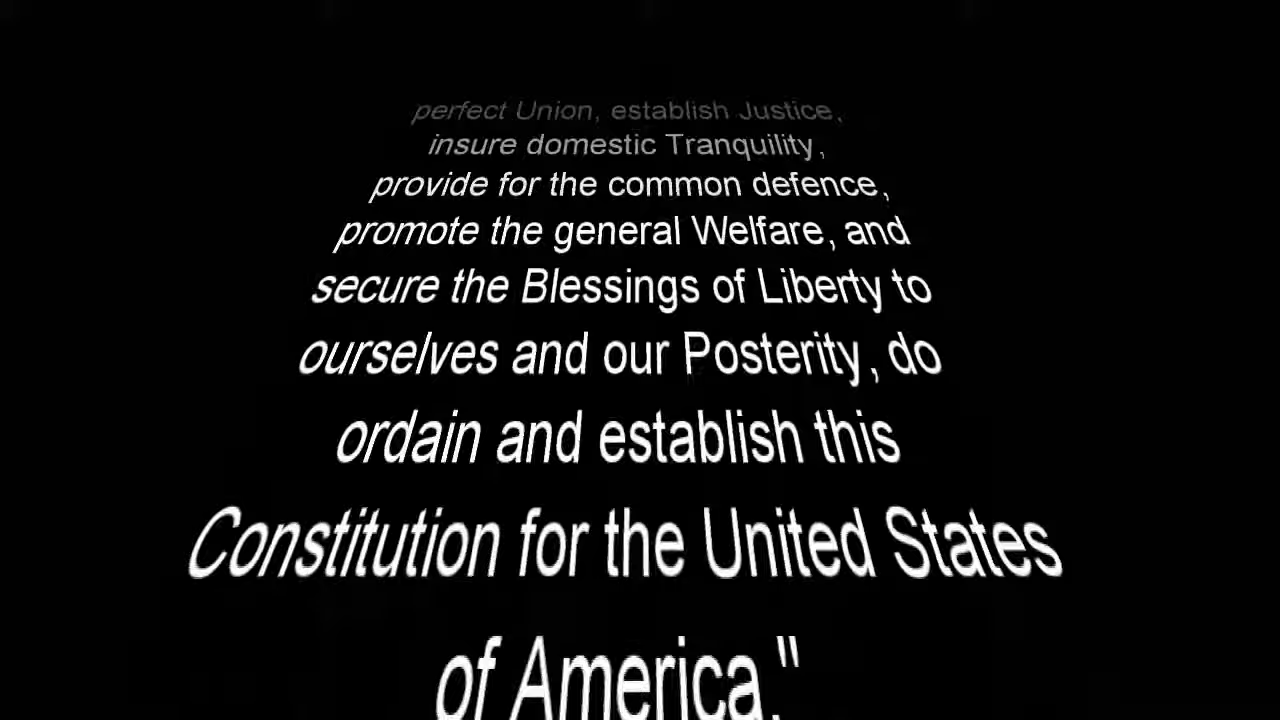 perfect Union, establish Justice,
insure domestic Tranquility,
provide for the common defence,
promote the general Welfare, and
secure the Blessings of Liberty to
ourselves and our Posterity, do
ordain and establish this
Constitution for the United States
of America."